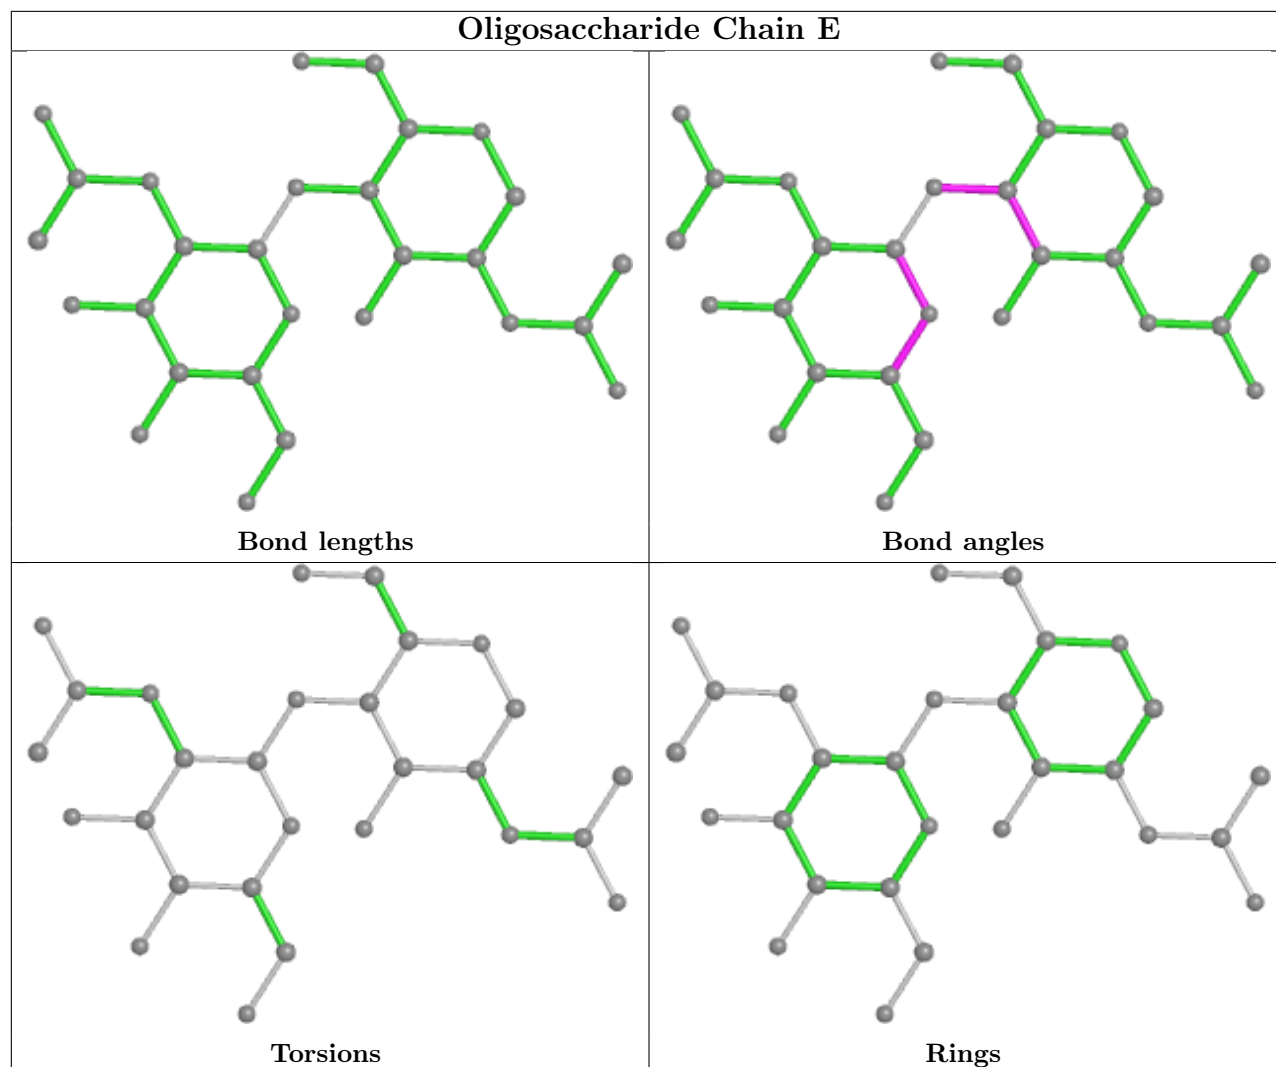 Oligosaccharide Chain E
Bond lengths
Bond angles
Torsions
Rings